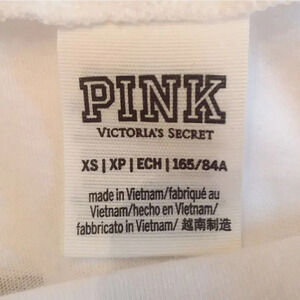 PINK
VICTORIA'S SECRET
XS | XP | ECH | 165/84A
made in Vietnam/fabriqué au
Vietnam/hecho en Vietnam/
fabbricato in Vietnam/ 越南制造